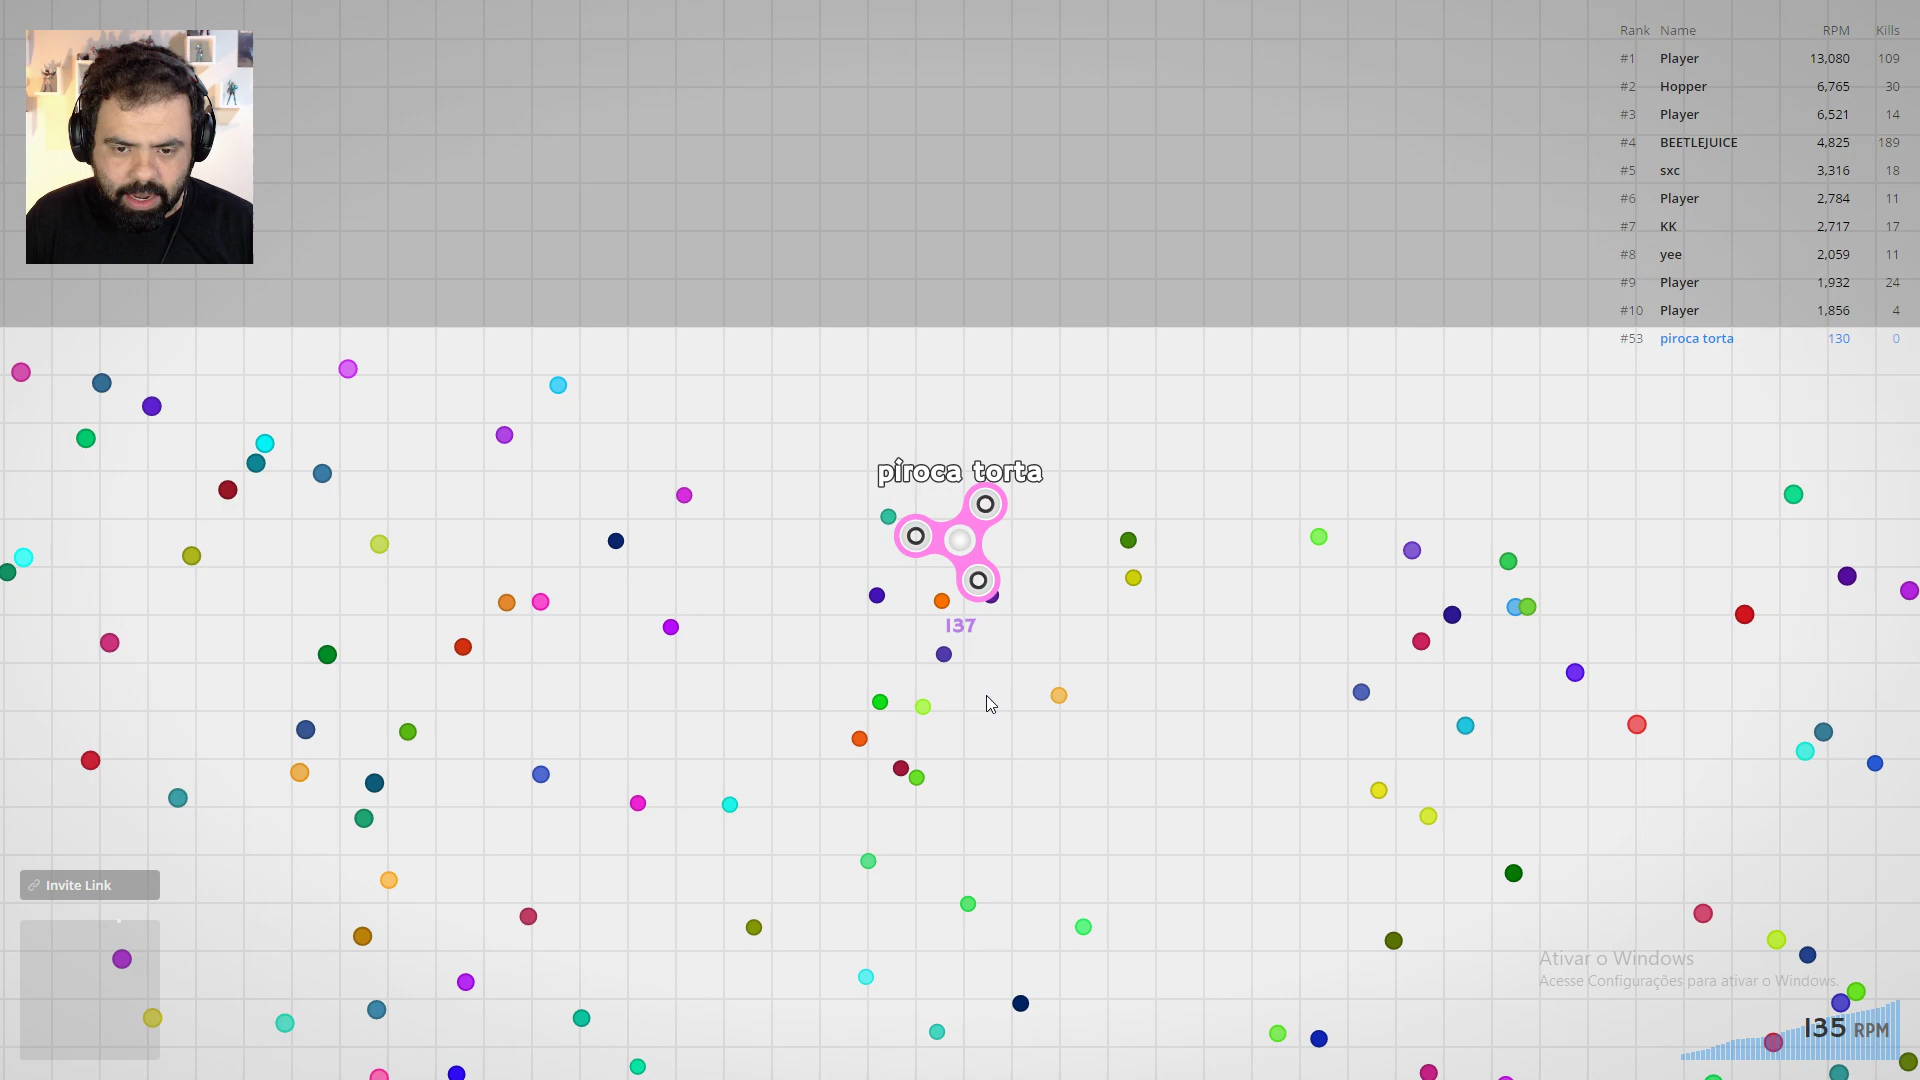 Rank Name RPM Kills
#1 Player 13,080 109
#2 Hopper 6,765 30
#3 Player 6,521 14
#4 BEETLEJUICE 4,825 189
#5 sxc 3,316 18
#6 Player 2,784 11
#7 KK 2,717 17
#8 yee 2,059 11
#9 Player 1,932 24
#10 Player 1,856 4
#53 piroca torta 130 0
piroca torta
137
Invite Link
Ativar o Windows
Acesse Configurações para ativar o Windows.
135 RPM